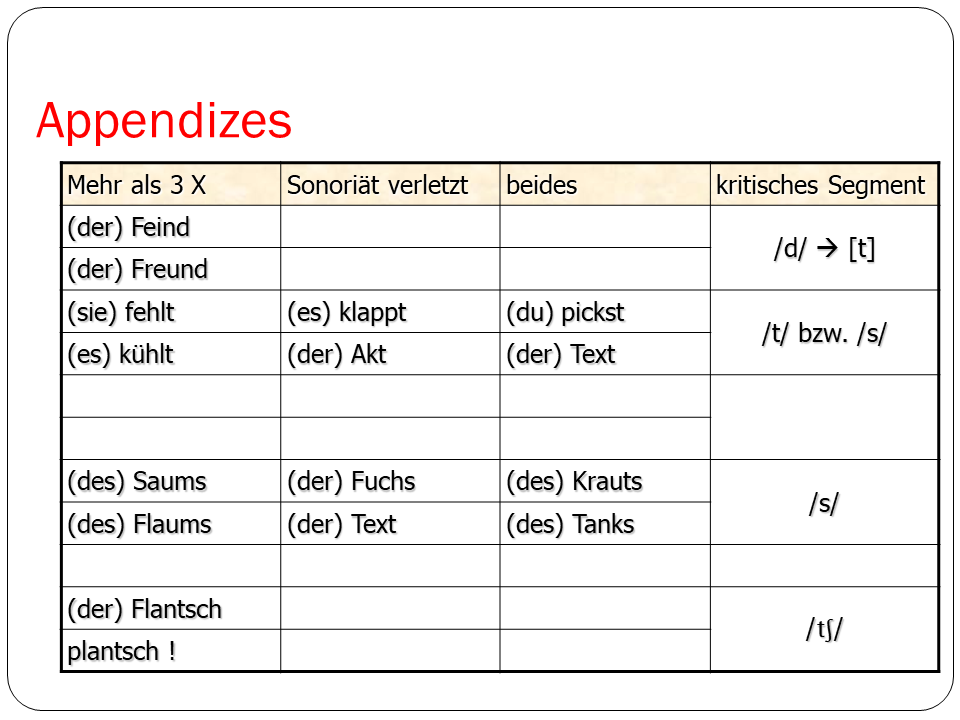 Appendizes
Mehr als 3 X Sonoriät verletzt beides kritisches Segment
(der) Feind
/d/ → [t]
(der) Freund
(sie) fehlt (es) klappt (du) pickst
/t/ bzw. /s/
(es) kühlt (der) Akt (der) Text
(des) Saums (der) Fuchs (des) Krauts
/s/
(des) Flaums (der) Text (des) Tanks
(der) Flantsch
/tʃ/
plantsch !